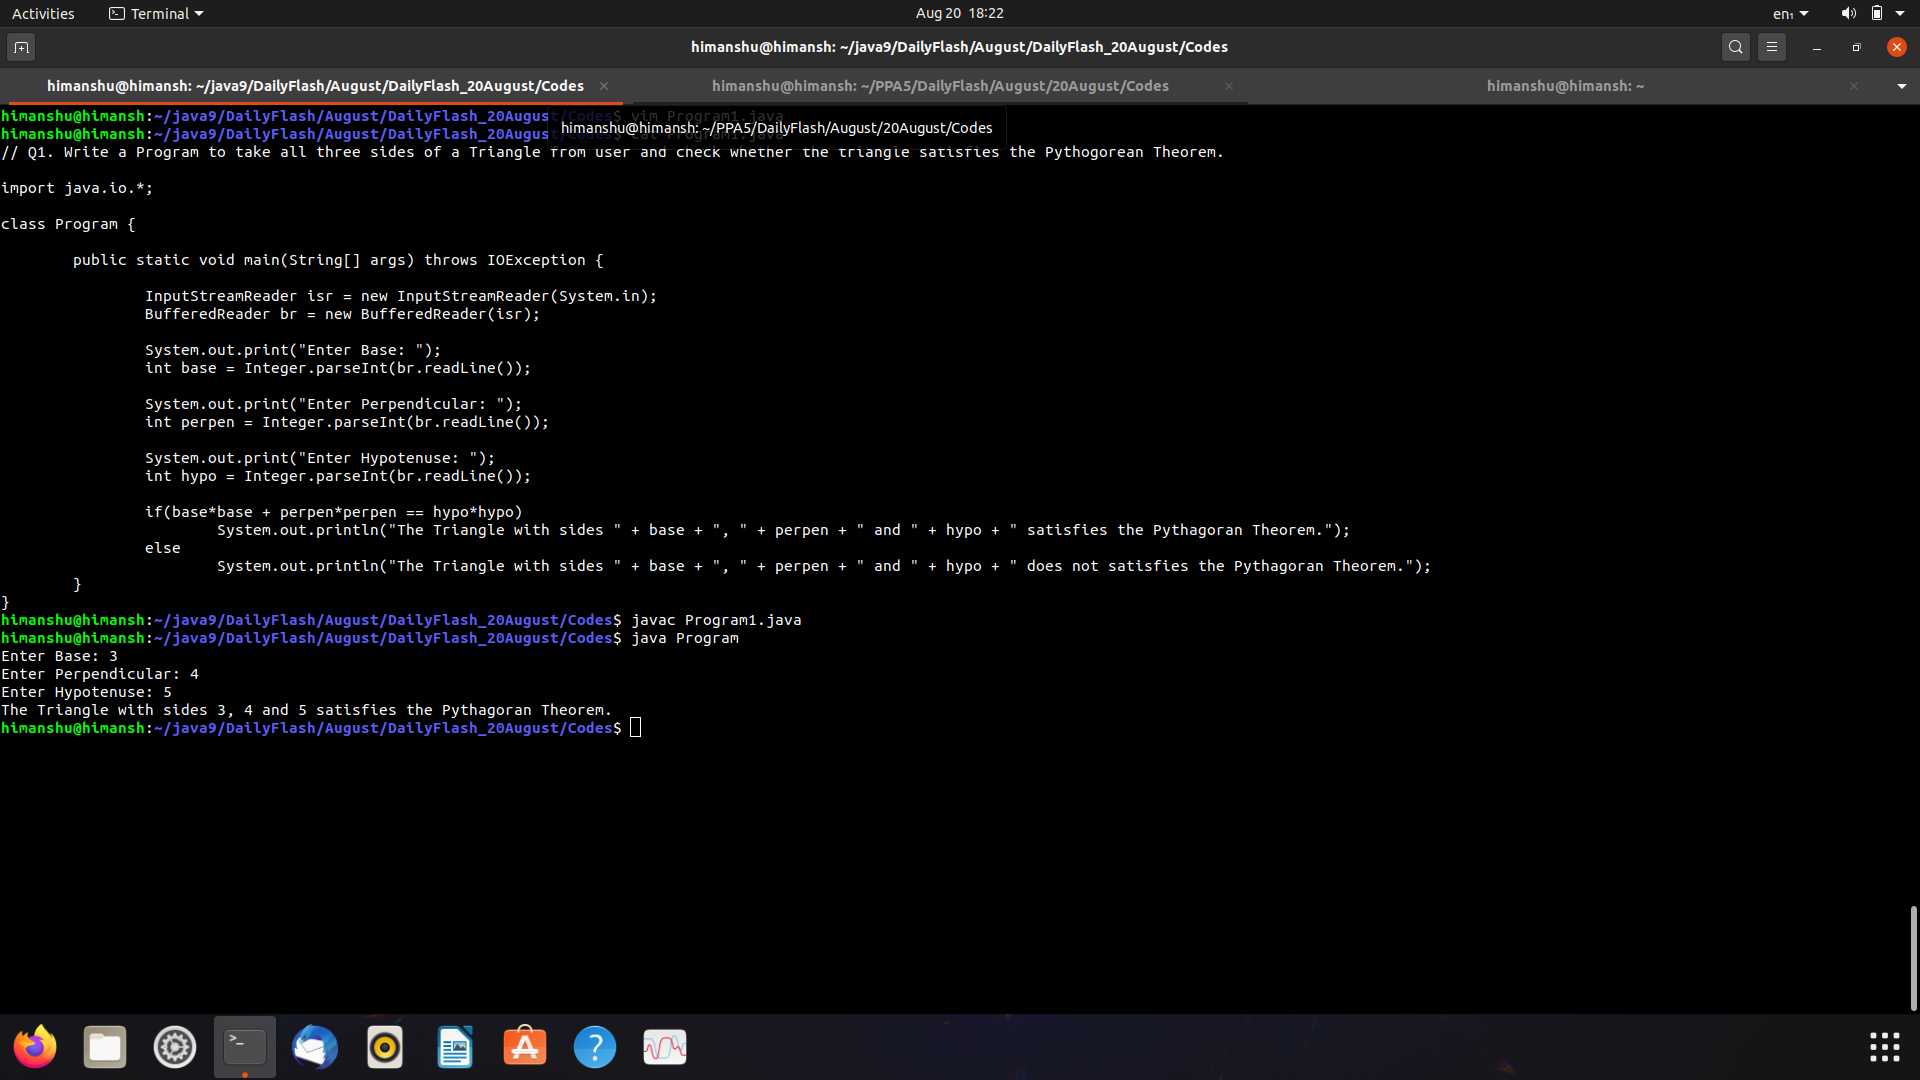 Activities
Terminal
Aug 20 18:22
en₁
himanshu@himansh: ~/java9/DailyFlash/August/DailyFlash_20August/Codes
himanshu@himansh: ~/java9/DailyFlash/August/DailyFlash_20August/Codes
himanshu@himansh: ~/PPA5/DailyFlash/August/20August/Codes
himanshu@himansh: ~
himanshu@himansh:~/java9/DailyFlash/August/DailyFlash_20August/Codes$ vim Program1.java
himanshu@himansh:~/java9/DailyFlash/August/DailyFlash_20August/Codes$ cat Program1.java
himanshu@himansh: ~/PPA5/DailyFlash/August/20August/Codes
// Q1. Write a Program to take all three sides of a Triangle from user and check whether the triangle satisfies the Pythogorean Theorem.
import java.io.*;
class Program {
public static void main(String[] args) throws IOException {
InputStreamReader isr = new InputStreamReader(System.in);
BufferedReader br = new BufferedReader(isr);
System.out.print("Enter Base: ");
int base = Integer.parseInt(br.readLine());
System.out.print("Enter Perpendicular: ");
int perpen = Integer.parseInt(br.readLine());
System.out.print("Enter Hypotenuse: ");
int hypo = Integer.parseInt(br.readLine());
if(base*base + perpen*perpen == hypo*hypo)
System.out.println("The Triangle with sides " + base + ", " + perpen + " and " + hypo + " satisfies the Pythagoran Theorem.");
else
System.out.println("The Triangle with sides " + base + ", " + perpen + " and " + hypo + " does not satisfies the Pythagoran Theorem.");
}
}
himanshu@himansh:~/java9/DailyFlash/August/DailyFlash_20August/Codes$ javac Program1.java
himanshu@himansh:~/java9/DailyFlash/August/DailyFlash_20August/Codes$ java Program
Enter Base: 3
Enter Perpendicular: 4
Enter Hypotenuse: 5
The Triangle with sides 3, 4 and 5 satisfies the Pythagoran Theorem.
himanshu@himansh:~/java9/DailyFlash/August/DailyFlash_20August/Codes$